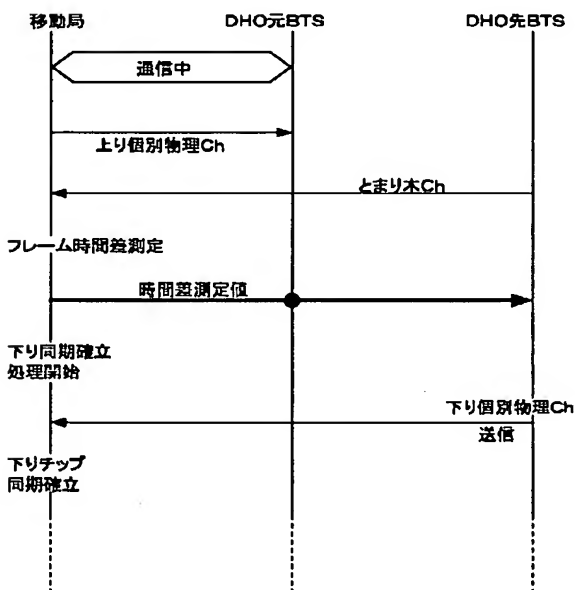 移動局
DHO元BTS
DHO先BTS
通信中
上り個別物理Ch
とまり木Ch
フレーム時間差測定
時間差測定値
下り同期確立
処理開始
下り個別物理Ch
送信
下りチップ
同期確立